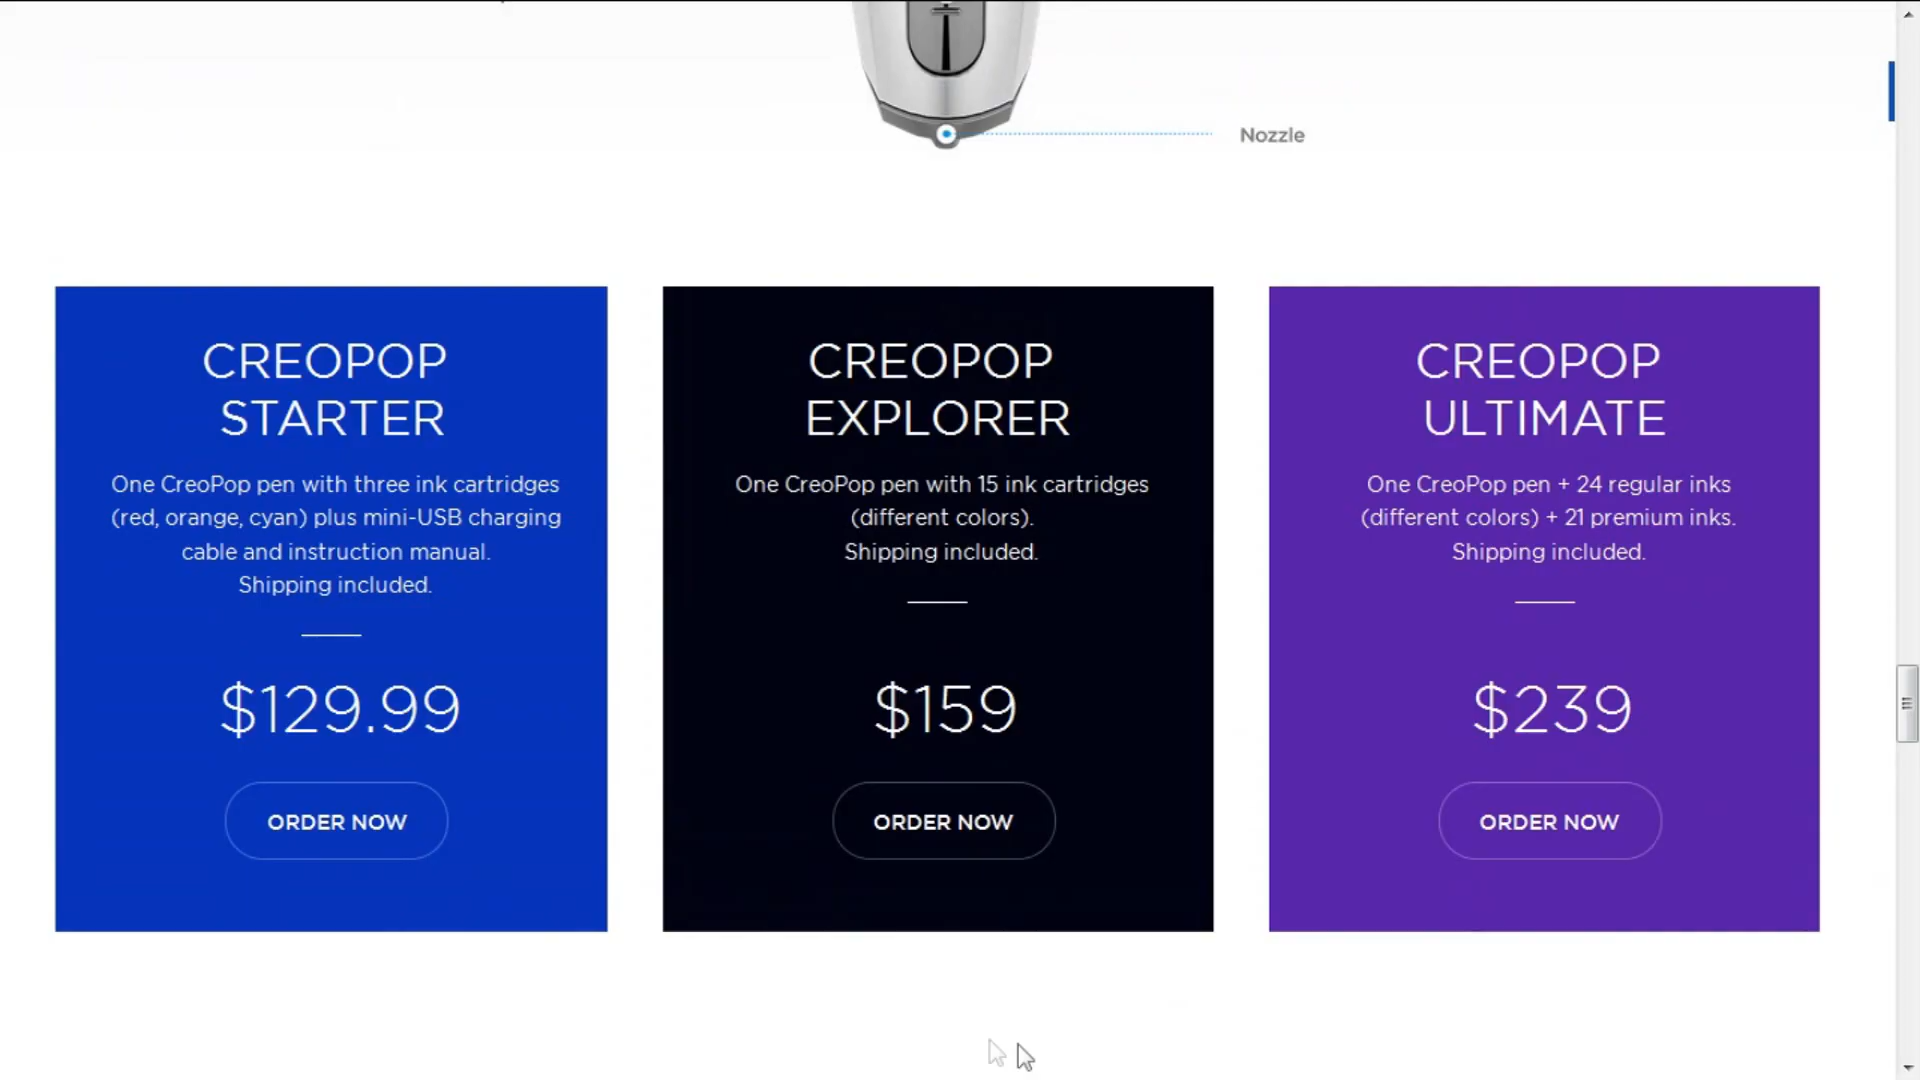 Nozzle
CREOPOP
STARTER
One CreoPop pen with three ink cartridges
(red, orange, cyan) plus mini-USB charging
cable and instruction manual.
Shipping included.
$129.99
ORDER NOW
CREOPOP
EXPLORER
One CreoPop pen with 15 ink cartridges
(different colors).
Shipping included.
$159
ORDER NOW
CREOPOP
ULTIMATE
One CreoPop pen + 24 regular inks
(different colors) + 21 premium inks.
Shipping included.
$239
ORDER NOW